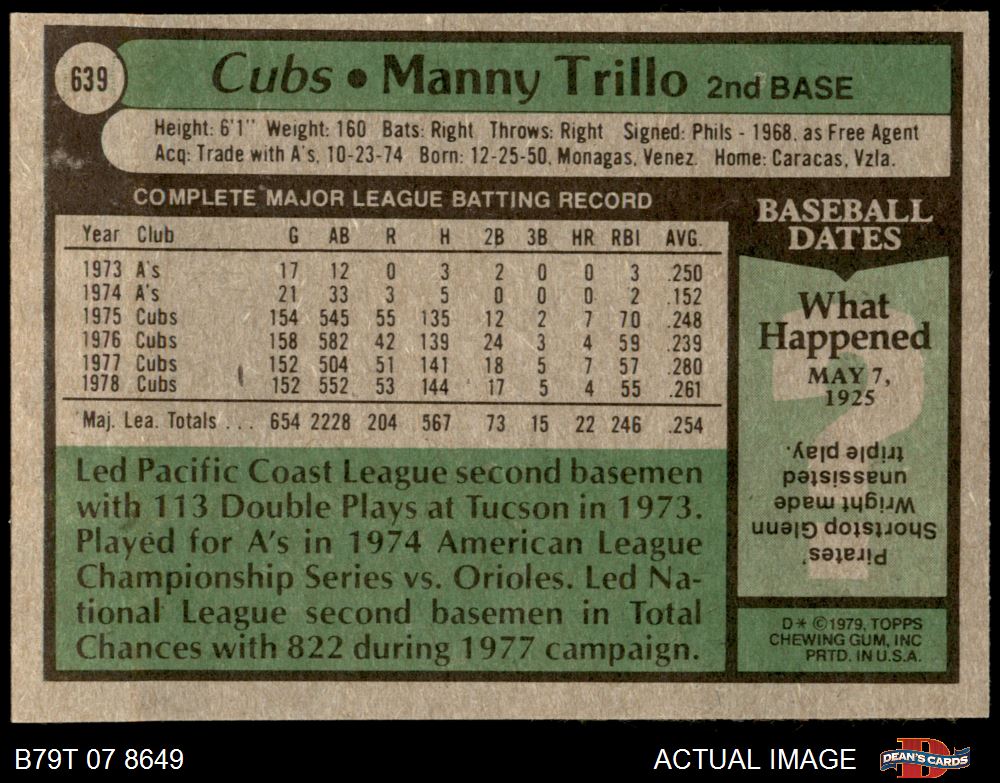 639
Cubs • Manny Trillo 2nd BASE
Height: 6'1" Weight: 160 Bats: Right Throws: Right Signed: Phils - 1968, as Free Agent
Acq: Trade with A's, 10-23-74 Born: 12-25-50, Monagas, Venez. Home: Caracas, Vzla.
COMPLETE MAJOR LEAGUE BATTING RECORD
Year Club G AB R H 2B 3B HR RBI AVG.
1973 A's 17 12 0 3 2 0 0 3 .250
1974 A's 21 33 3 5 0 0 0 2 .152
1975 Cubs 154 545 55 135 12 2 7 70 .248
1976 Cubs 158 582 42 139 24 3 4 59 .239
1977 Cubs 152 504 51 141 18 5 7 57 .280
1978 Cubs 152 552 53 144 17 5 4 55 .261
Maj. Lea. Totals . . . 654 2228 204 567 73 15 22 246 .254
Led Pacific Coast League second basemen
with 113 Double Plays at Tucson in 1973.
Played for A's in 1974 American League
Championship Series vs. Orioles. Led Na-
tional League second basemen in Total
Chances with 822 during 1977 campaign.
BASEBALL
DATES
What
Happened
MAY 7,
1925
Pirates'
Shortstop Glenn
Wright made
unassisted
triple play.
D* ©1979, TOPPS
CHEWING GUM, INC
PRTD. IN U.S.A.
B79T 07 8649
ACTUAL IMAGE
DEAN'S CARDS